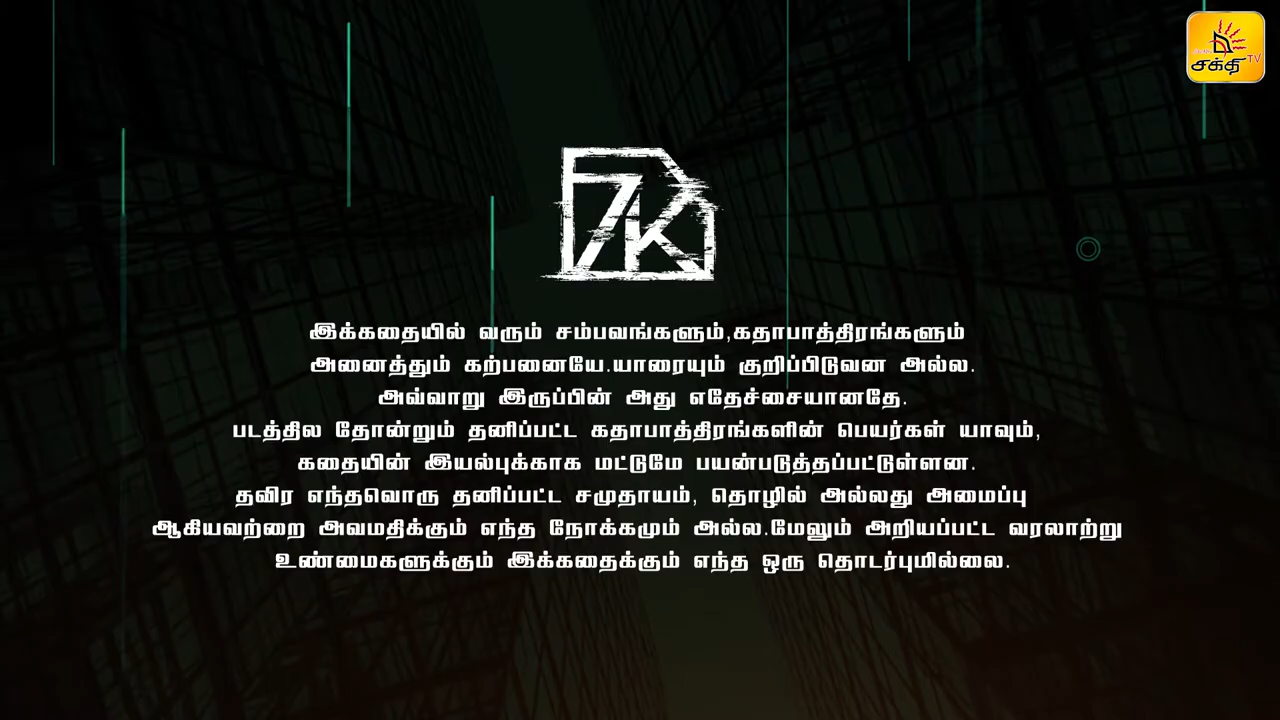 சக்தி TV
7K
இக்கதையில் வரும் சம்பவங்களும்,கதாபாத்திரங்களும்
அனைத்தும் கற்பனையே.யாரையும் குறிப்பிடுவன அல்ல.
அவ்வாறு இருப்பின் அது எதேச்சையானதே.
படத்தில தோன்றும் தனிப்பட்ட கதாபாத்திரங்களின் பெயர்கள் யாவும்,
கதையின் இயல்புக்காக மட்டுமே பயன்படுத்தப்பட்டுள்ளன.
தவிர எந்தவொரு தனிப்பட்ட சமுதாயம், தொழில் அல்லது அமைப்பு
ஆகியவற்றை அவமதிக்கும் எந்த நோக்கமும் அல்ல.மேலும் அறியப்பட்ட வரலாற்று
உண்மைகளுக்கும் இக்கதைக்கும் எந்த ஒரு தொடர்புமில்லை.